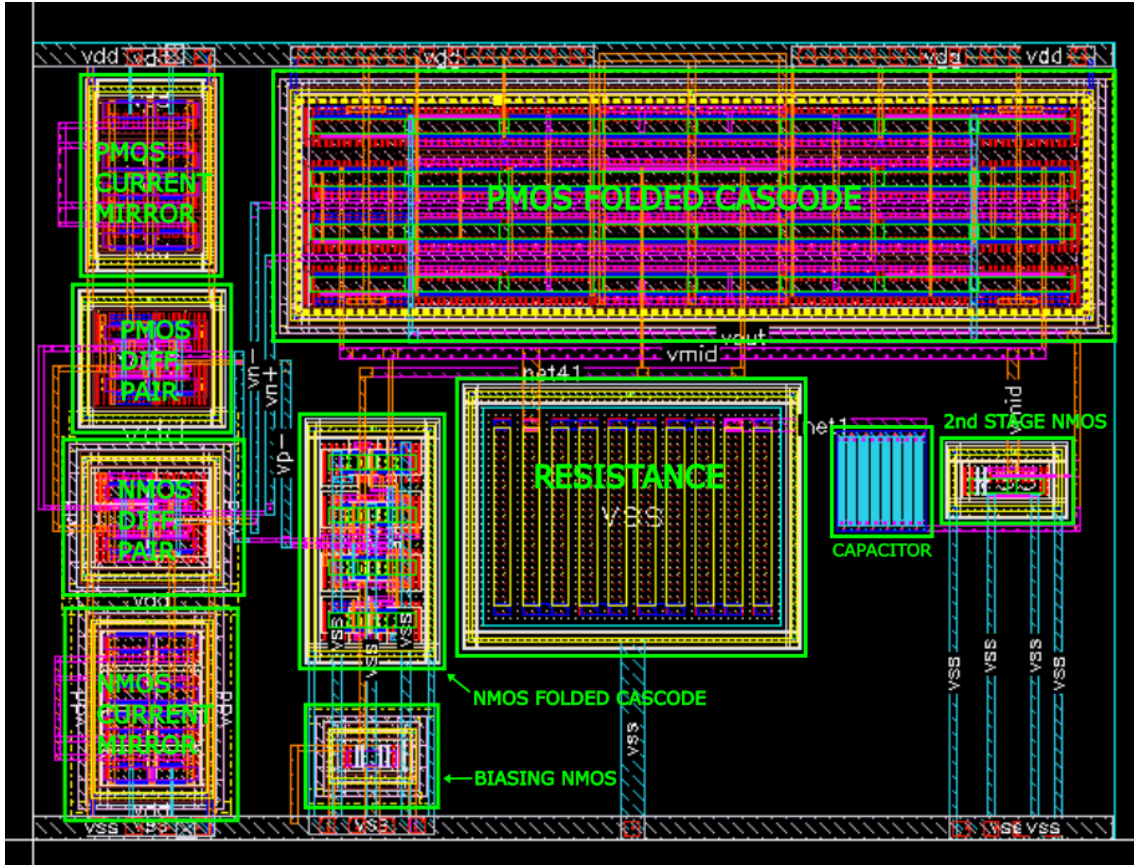 vdd
vdd
vdd
vdd
PMOS
CURRENT
MIRROR
PMOS FOLDED CASCODE
PMOS
DIFF
PAIR
vn-
vn+
vp-
vout
vmid
net41
vmid
net1
2nd STAGE NMOS
NMOS
DIFF
PAIR
RESISTANCE
vss
CAPACITOR
vdd
NMOS
CURRENT
MIRROR
vss
vss
vss
NMOS FOLDED CASCODE
BIASING NMOS
vss
vss
vss
vss
vss
vdd
vss
vss
vss